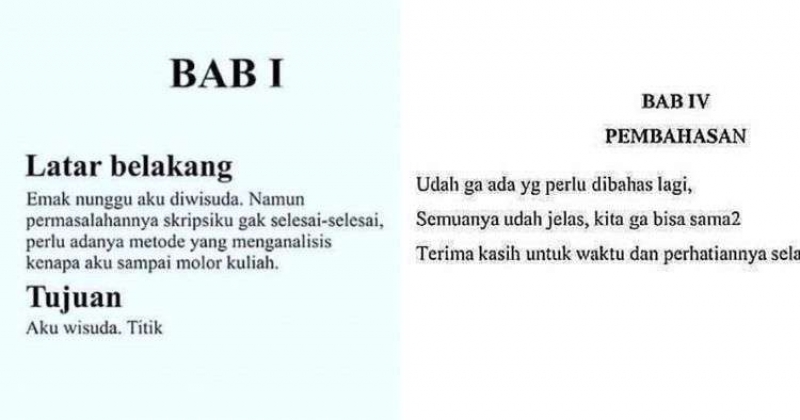 BAB I
Latar belakang
Emak nunggu aku diwisuda. Namun
permasalahannya skripsiku gak selesai-selesai,
perlu adanya metode yang menganalisis
kenapa aku sampai molor kuliah.
Tujuan
Aku wisuda. Titik
BAB IV
PEMBAHASAN
Udah ga ada yg perlu dibahas lagi,
Semuanya udah jelas, kita ga bisa sama2
Terima kasih untuk waktu dan perhatiannya